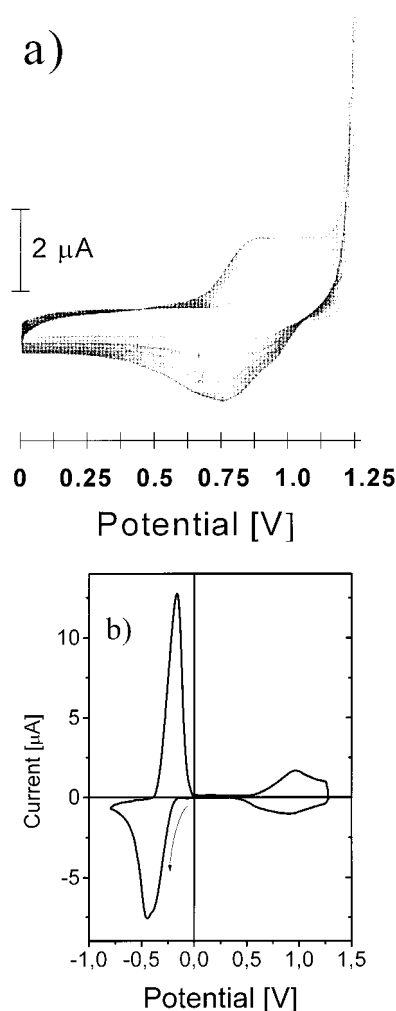 a)
2 μA
0 0.25 0.5 0.75 1.0 1.25
Potential [V]
b)
10
5
0
-5
Current [μA]
-1,0 -0,5 0,0 0,5 1,0 1,5
Potential [V]